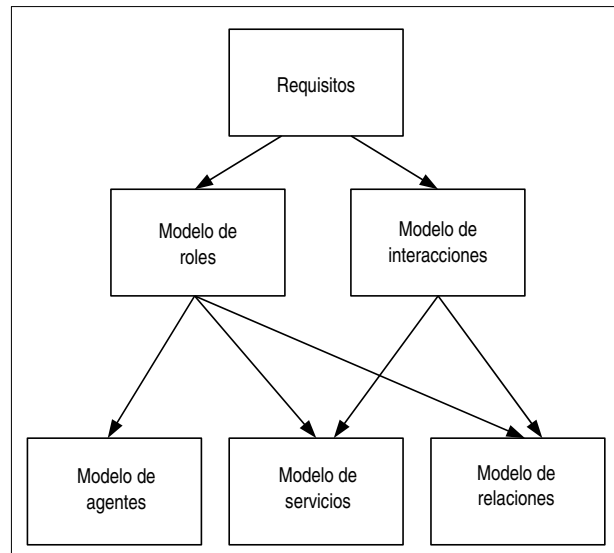 Requisitos
Modelo de
roles
Modelo de
interacciones
Modelo de
agentes
Modelo de
servicios
Modelo de
relaciones